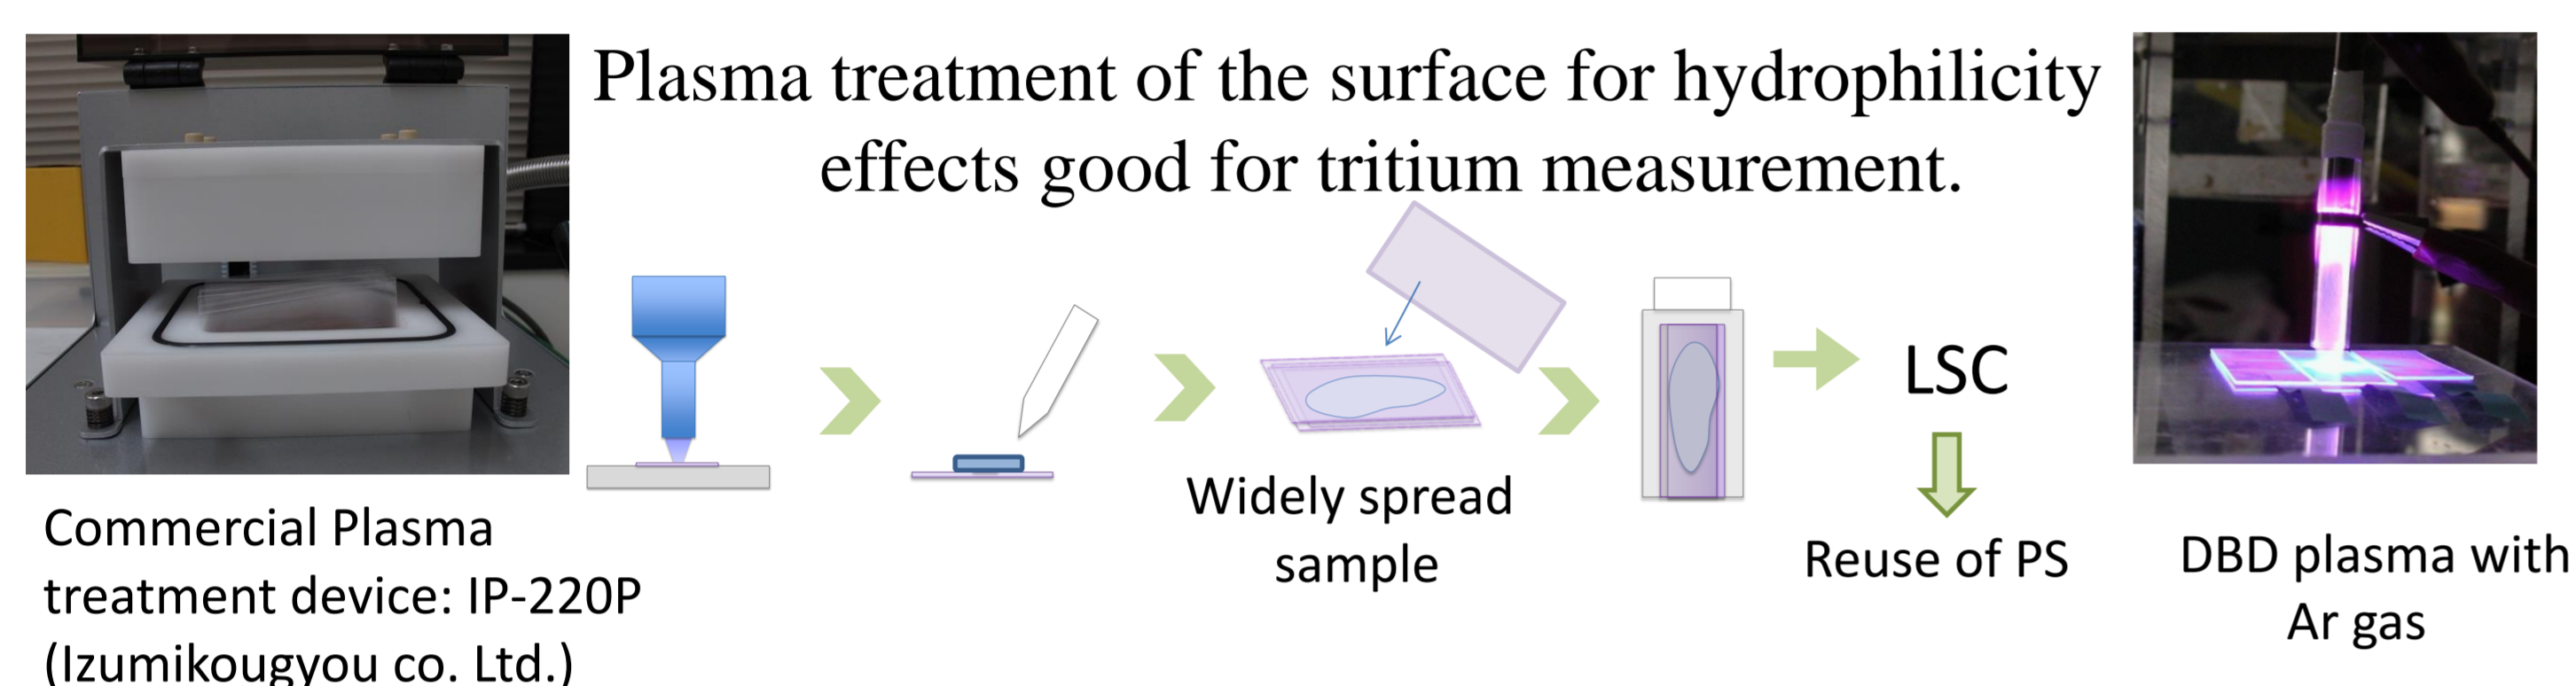 Plasma treatment of the surface for hydrophilicity
effects good for tritium measurement.
Commercial Plasma
treatment device: IP-220P
(Izumikougyou co. Ltd.)
Widely spread
sample
LSC
Reuse of PS
DBD plasma with
Ar gas